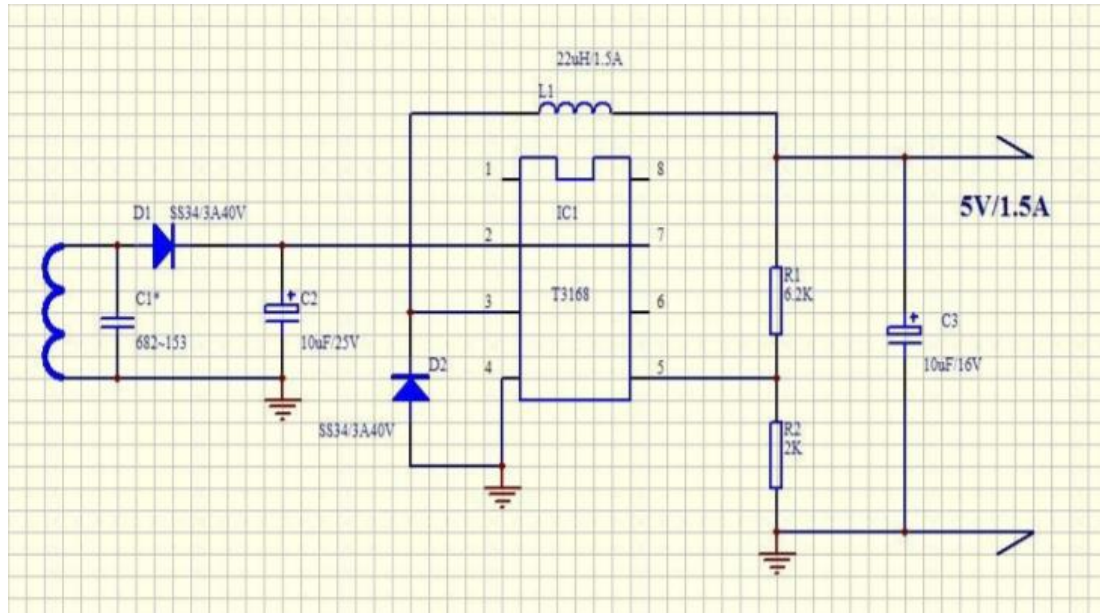 22uH/1.5A
L1
1
8
IC1
5V/1.5A
D1
SS34/3A40V
2
7
R1
6.2K
T3168
C1*
682~153
C2
10uF/25V
3
6
C3
10uF/16V
D2
4
5
SS34/3A40V
R2
2K